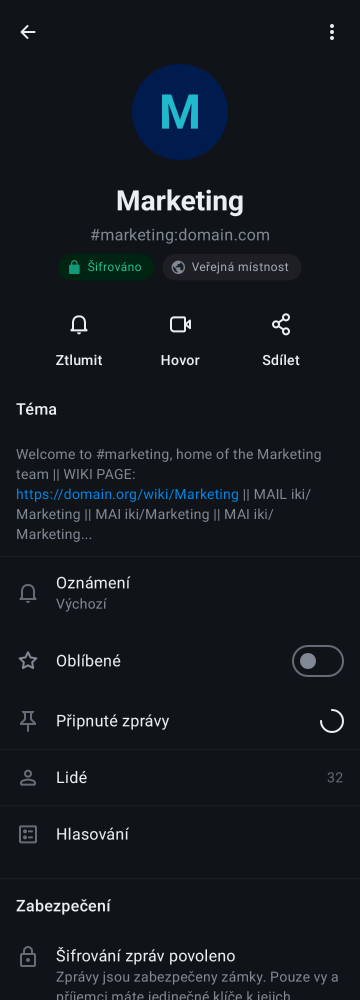 M
Marketing
#marketing:domain.com
Šifrováno
Veřejná místnost
Ztlumit
Hovor
Sdílet
Téma
Welcome to #marketing, home of the Marketing
team || WIKI PAGE:
https://domain.org/wiki/Marketing || MAIL iki/
Marketing || MAI iki/Marketing || MAI iki/
Marketing...
Oznámení
Výchozí
Oblíbené
Připnuté zprávy
Lidé 32
Hlasování
Zabezpečení
Šifrování zpráv povoleno
Zprávy jsou zabezpečeny zámky. Pouze vy a
příjemci máte jedinečné klíče k jejich